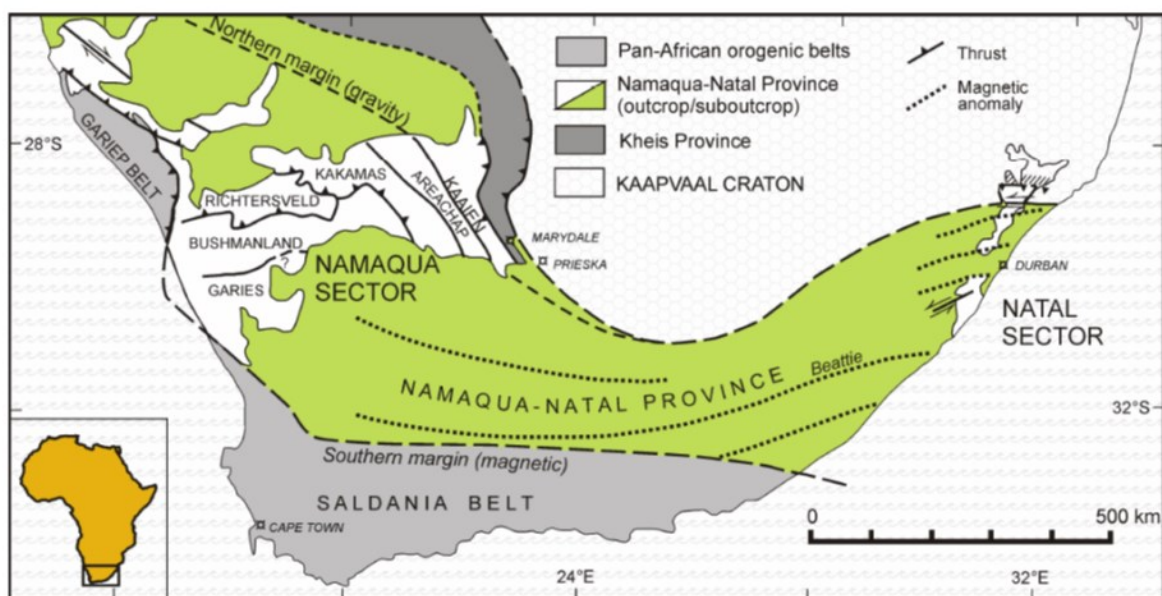 Pan-African orogenic belts
Namaqua-Natal Province
(outcrop/suboutcrop)
Kheis Province
KAAPVAAL CRATON
Thrust
Magnetic
anomaly
Northern margin (gravity)
28°S
GARIEP BELT
KAKAMAS
KAAIEN
AREACHAP
RICHTERSVELD
BUSHMANLAND
GARIES
NAMAQUA
SECTOR
MARYDALE
PRIESKA
DURBAN
NATAL
SECTOR
Beattie
NAMAQUA-NATAL PROVINCE
32°S
Southern margin (magnetic)
SALDANIA BELT
CAPE TOWN
0
500 km
24°E
32°E